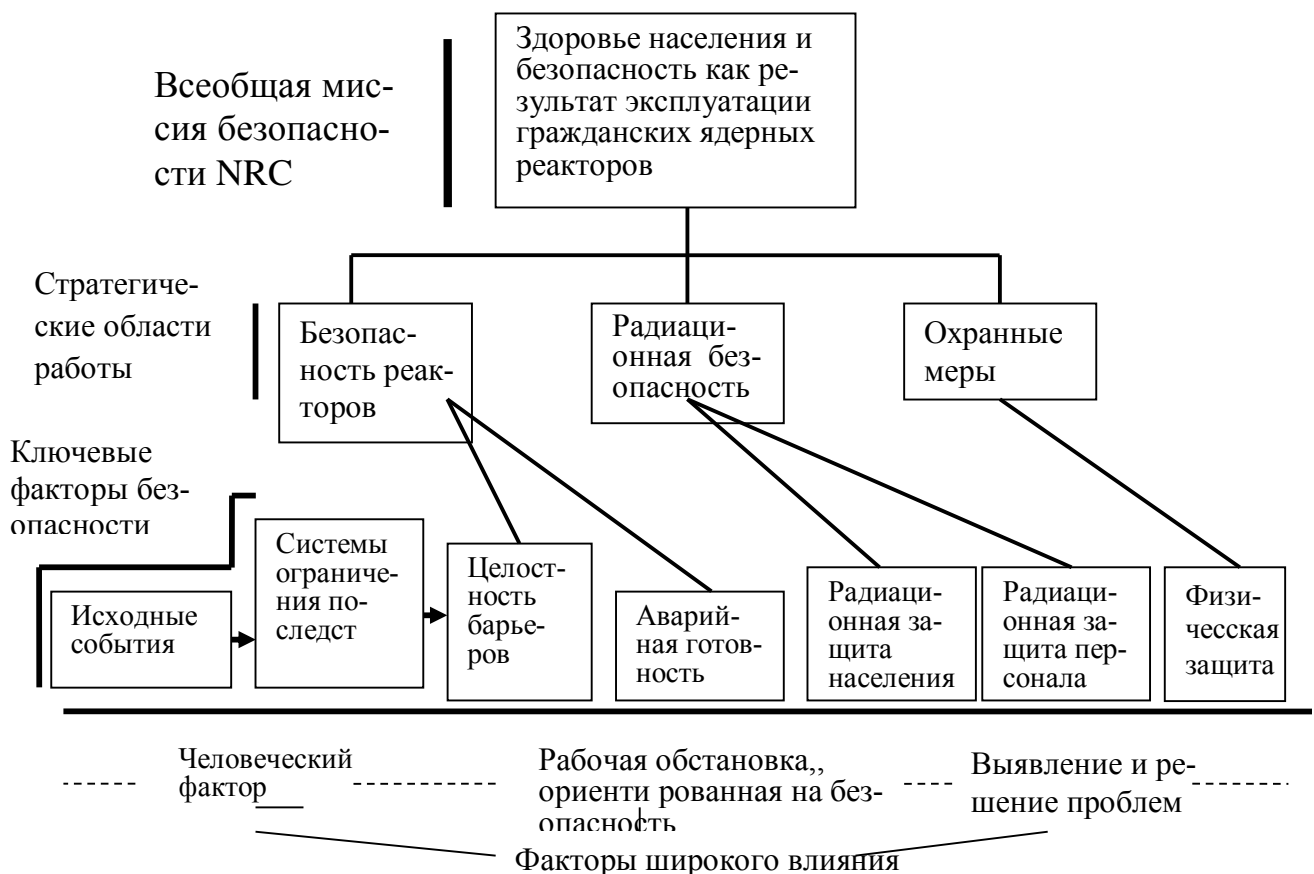 Всеобщая мис-
сия безопасно-
сти NRC
Здоровье населения и
безопасность как ре-
зультат эксплуатации
гражданских ядерных
реакторов
Стратегиче-
ские области
работы
Безопас-
ность реак-
торов
Радиаци-
онная без-
опасность
Охранные
меры
Ключевые
факторы без-
опасности
Исходные
события
Системы
ограниче-
ния по-
следст
Целост-
ность
барье-
ров
Аварий-
ная готов-
ность
Радиаци-
онная за-
щита
населения
Радиаци-
онная за-
щита пер-
сонала
Физи-
чесская
защита
Человеческий
фактор
Рабочая обстановка,,
ориенти рованная на без-
опасность
Выявление и ре-
шение проблем
Факторы широкого влияния